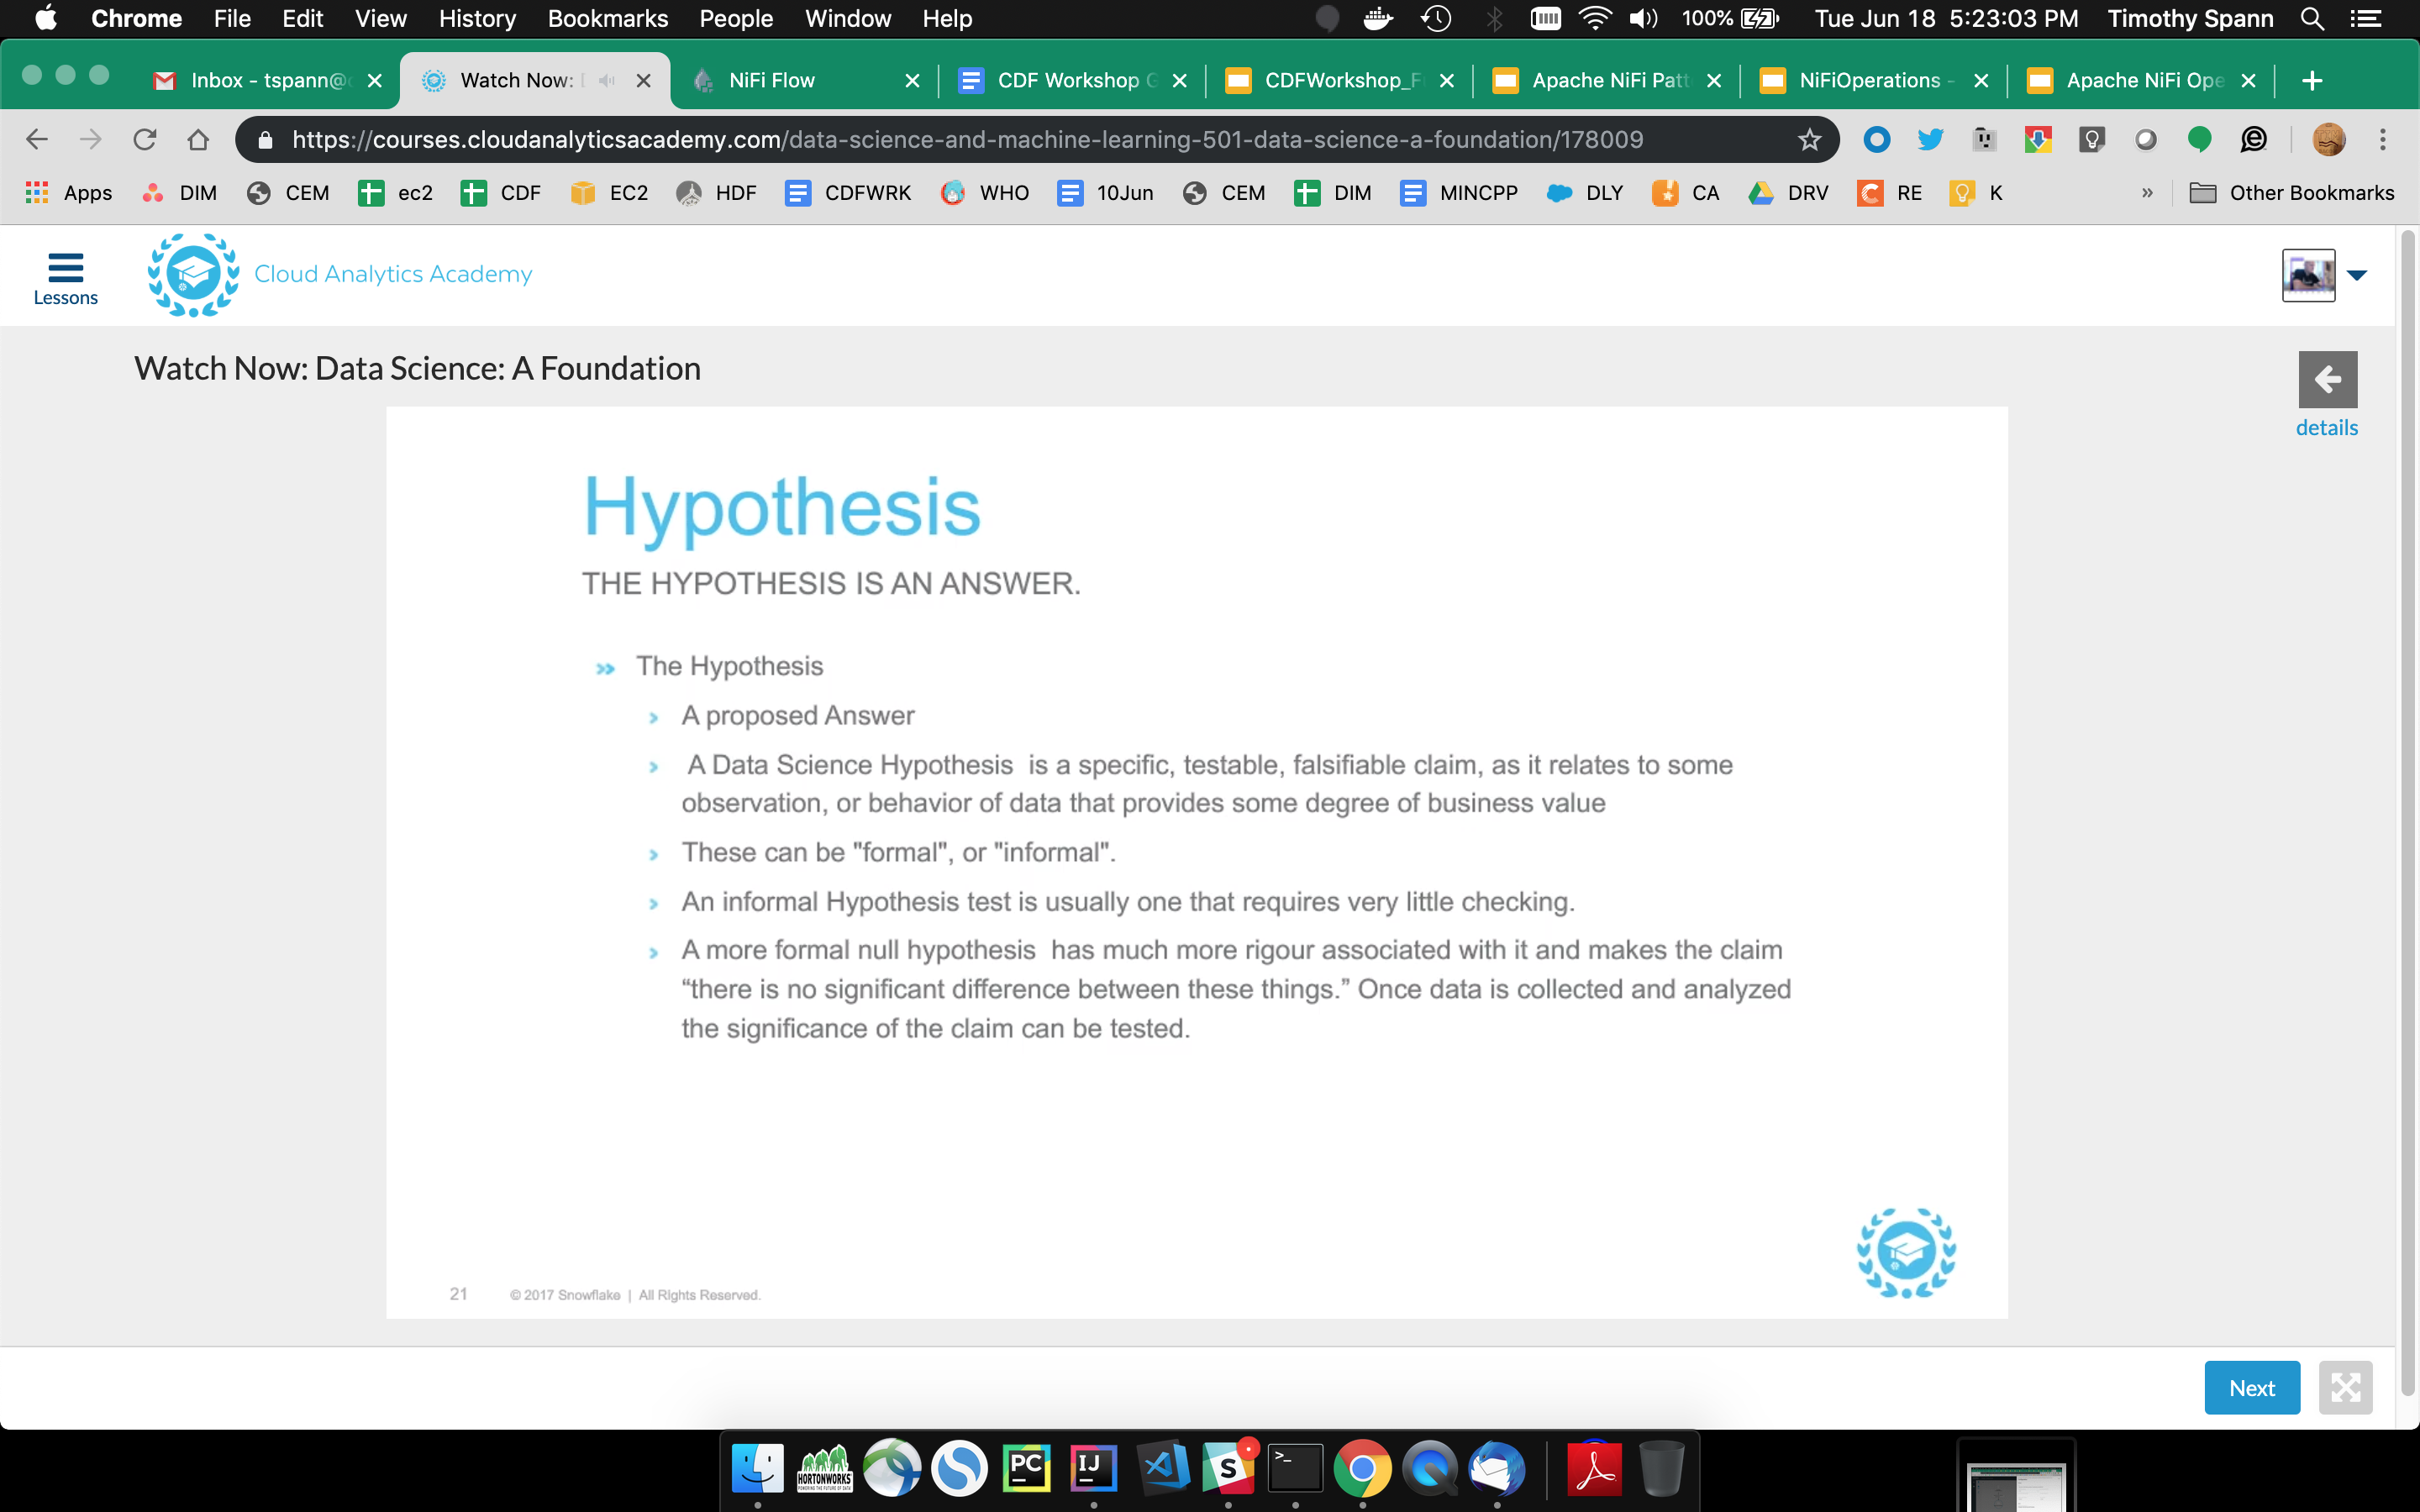 Chrome File Edit View History Bookmarks People Window Help 100% Tue Jun 18 5:23:03 PM Timothy Spann
Inbox - tspann@ Watch Now: NiFi Flow CDF Workshop G CDFWorkshop_F Apache NiFi Patt NiFiOperations - Apache NiFi Ope
https://courses.cloudanalyticsacademy.com/data-science-and-machine-learning-501-data-science-a-foundation/178009
Apps DIM CEM ec2 CDF EC2 HDF CDFWRK WHO 10Jun CEM DIM MINCPP DLY CA DRV RE K » Other Bookmarks
Lessons
Cloud Analytics Academy
Watch Now: Data Science: A Foundation
details
Hypothesis
THE HYPOTHESIS IS AN ANSWER.
The Hypothesis
A proposed Answer
A Data Science Hypothesis is a specific, testable, falsifiable claim, as it relates to some
observation, or behavior of data that provides some degree of business value
These can be "formal", or "informal".
An informal Hypothesis test is usually one that requires very little checking.
A more formal null hypothesis has much more rigour associated with it and makes the claim
“there is no significant difference between these things.” Once data is collected and analyzed
the significance of the claim can be tested.
21 © 2017 Snowflake | All Rights Reserved.
Next
HORTONWORKS PC IJ S >_